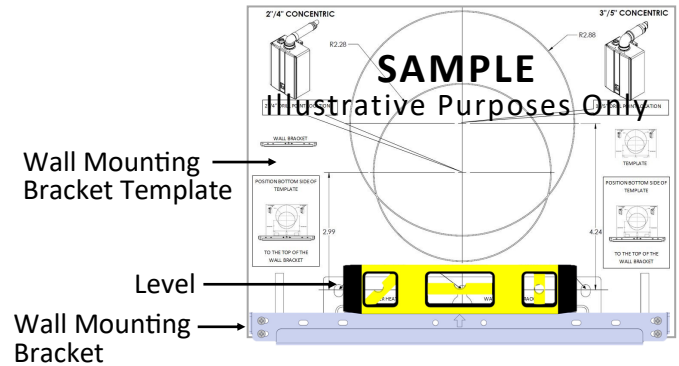 2"/4" CONCENTRIC
3"/5" CONCENTRIC
R2.28
R2.88
SAMPLE
Illustrative Purposes Only
WALL BRACKET
TEMPLATE
Wall Mounting
Bracket Template
POSITION BOTTOM SIDE OF
TEMPLATE
TO THE TOP OF THE
WALL BRACKET
POSITION BOTTOM SIDE OF
TEMPLATE
TO THE TOP OF THE
WALL BRACKET
2.99
4.24
Level
Wall Mounting
Bracket